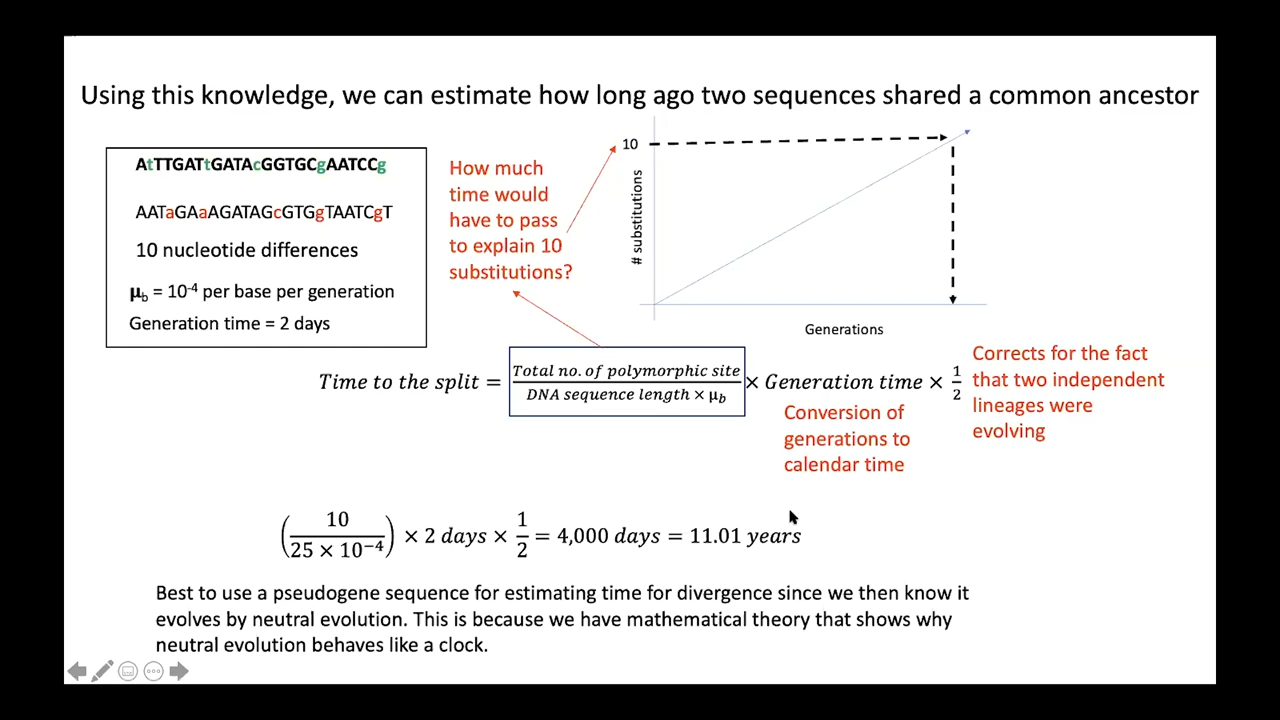 Using this knowledge, we can estimate how long ago two sequences shared a common ancestor
AtTTGATtGATAcGGTGCgAATCCg
AATaGAaAGATAGcGTGgTAATCgT
10 nucleotide differences
μb = 10-4 per base per generation
Generation time = 2 days
How much
time would
have to pass
to explain 10
substitutions?
10
# substitutions
Generations
Time to the split = Total no. of polymorphic site / DNA sequence length × μb × Generation time × 1/2
Corrects for the fact
that two independent
lineages were
evolving
Conversion of
generations to
calendar time
(10 / 25 × 10−4) × 2 days × 1/2 = 4,000 days = 11.01 years
Best to use a pseudogene sequence for estimating time for divergence since we then know it
evolves by neutral evolution. This is because we have mathematical theory that shows why
neutral evolution behaves like a clock.